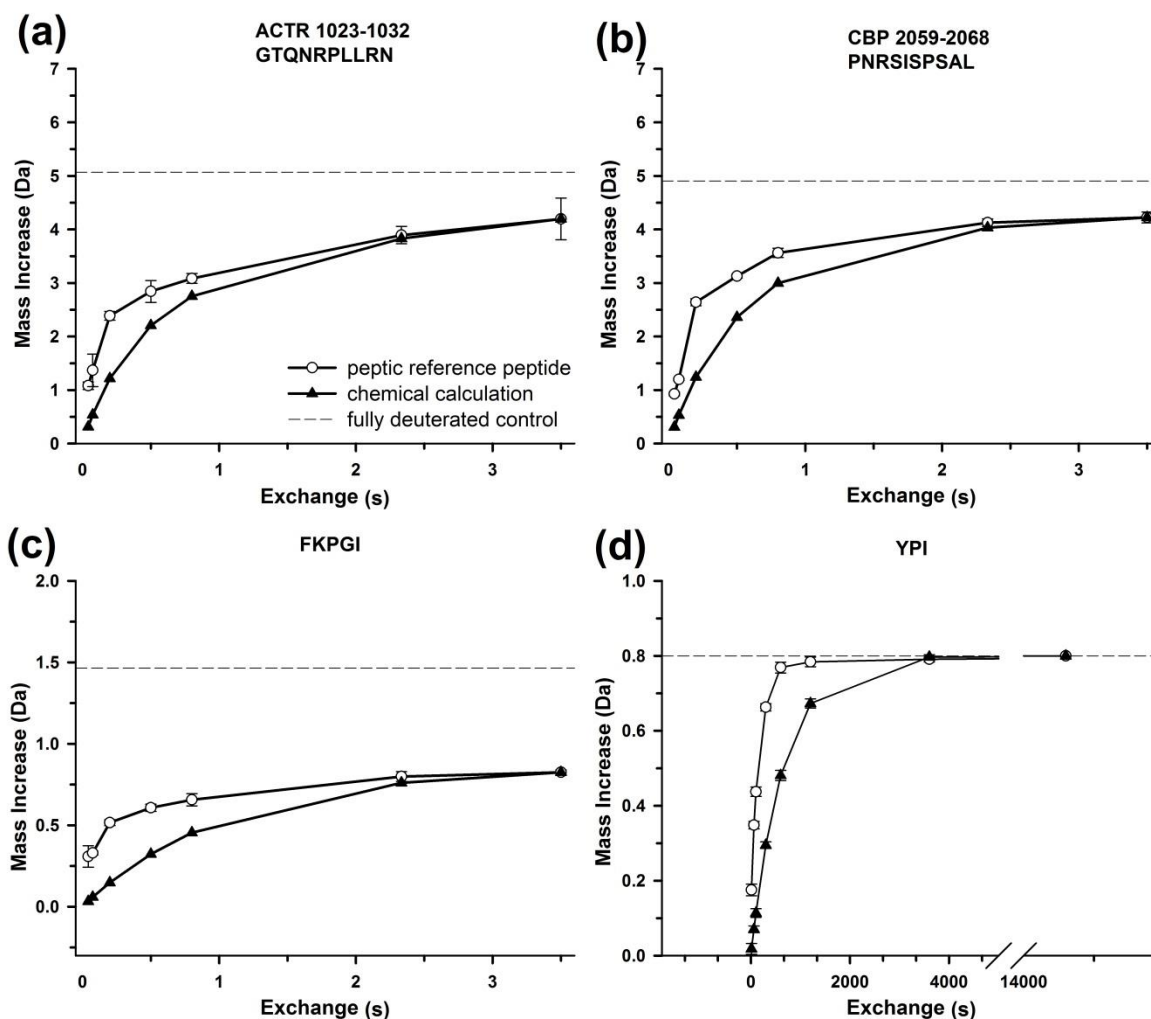 (a)
ACTR 1023-1032
GTQNRPLLRN
Mass Increase (Da)
7
6
5
4
3
2
1
0
peptic reference peptide
chemical calculation
fully deuterated control
0 1 2 3
Exchange (s)
(b)
CBP 2059-2068
PNRSISPSAL
Mass Increase (Da)
7
6
5
4
3
2
1
0
0 1 2 3
Exchange (s)
(c)
FKPGI
Mass Increase (Da)
2.0
1.5
1.0
0.5
0.0
0 1 2 3
Exchange (s)
(d)
YPI
Mass Increase (Da)
1.0
0.8
0.6
0.4
0.2
0.0
0 2000 4000 14000
Exchange (s)